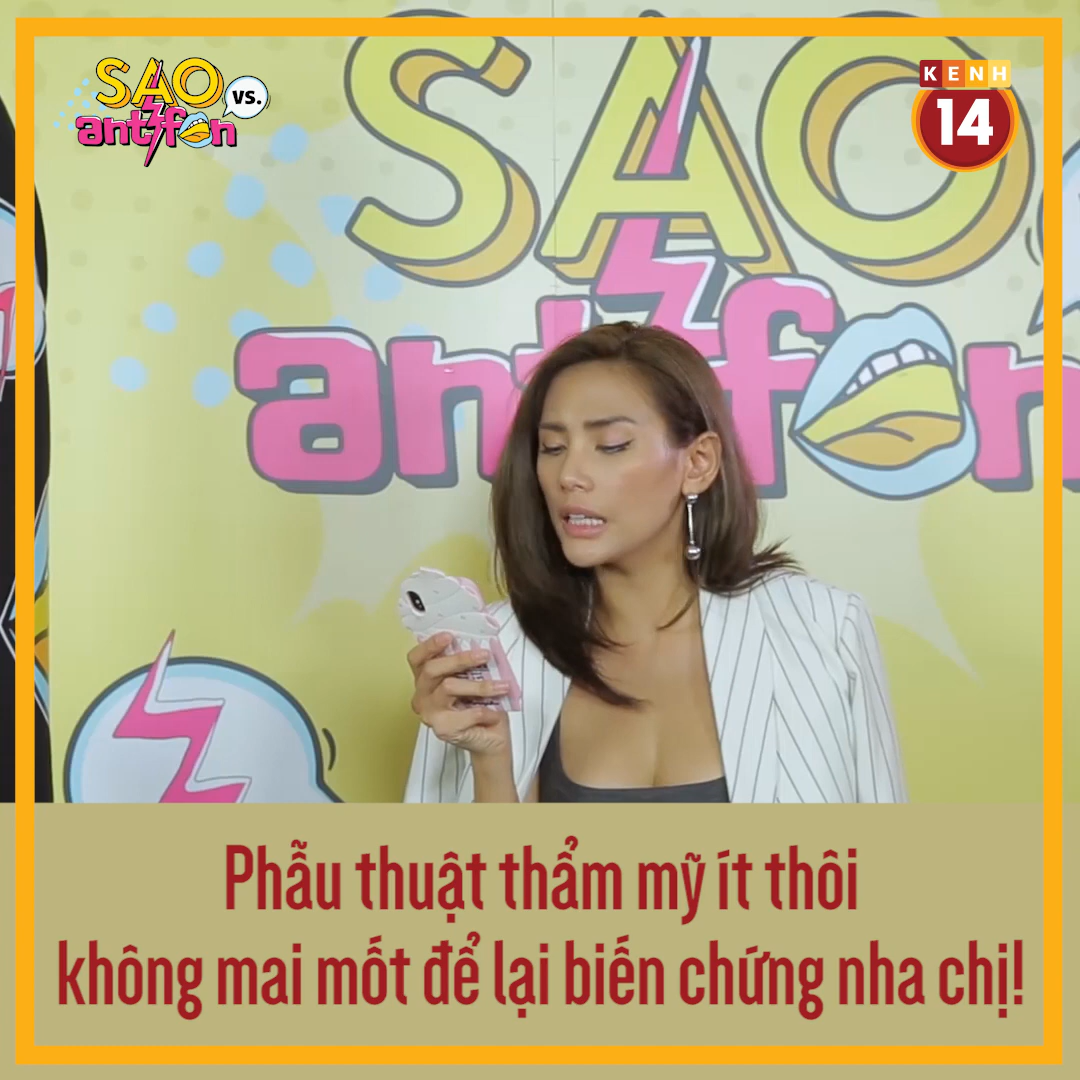 SAO
VS.
antifan
KENH
14
SAO
antifan
Phẫu thuật thẩm mỹ ít thôi
không mai mốt để lại biến chứng nha chị!